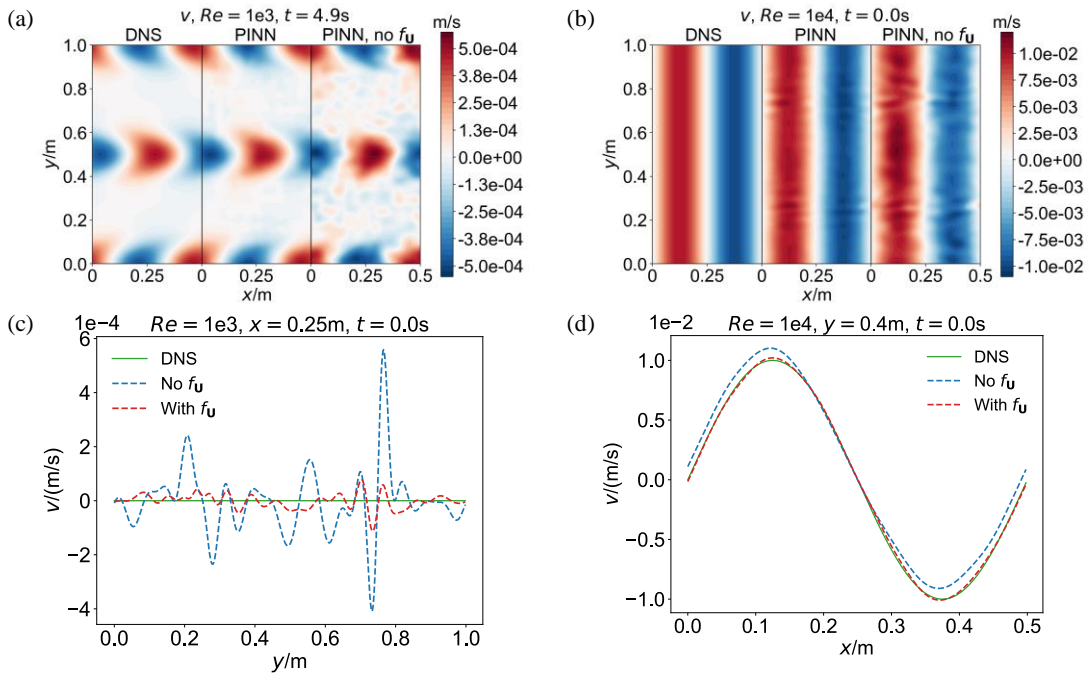 (a)
v, Re = 1e3, t = 4.9s
DNS PINN PINN, no f_U
m/s
1.0
0.8
0.6
0.4
0.2
0.0
y/m
0 0.25 0 0.25 0 0.25 0.5
x/m
5.0e-04
3.8e-04
2.5e-04
1.3e-04
0.0e+00
-1.3e-04
-2.5e-04
-3.8e-04
-5.0e-04
(b)
v, Re = 1e4, t = 0.0s
DNS PINN PINN, no f_U
m/s
1.0
0.8
0.6
0.4
0.2
0.0
y/m
0 0.25 0 0.25 0 0.25 0.5
x/m
1.0e-02
7.5e-03
5.0e-03
2.5e-03
0.0e+00
-2.5e-03
-5.0e-03
-7.5e-03
-1.0e-02
(c)
1e-4
Re = 1e3, x = 0.25m, t = 0.0s
DNS
No f_U
With f_U
6
4
2
0
−2
−4
v/(m/s)
0.0 0.2 0.4 0.6 0.8 1.0
y/m
(d)
1e-2
Re = 1e4, y = 0.4m, t = 0.0s
DNS
No f_U
With f_U
1.0
0.5
0.0
−0.5
−1.0
v/(m/s)
0.0 0.1 0.2 0.3 0.4 0.5
x/m